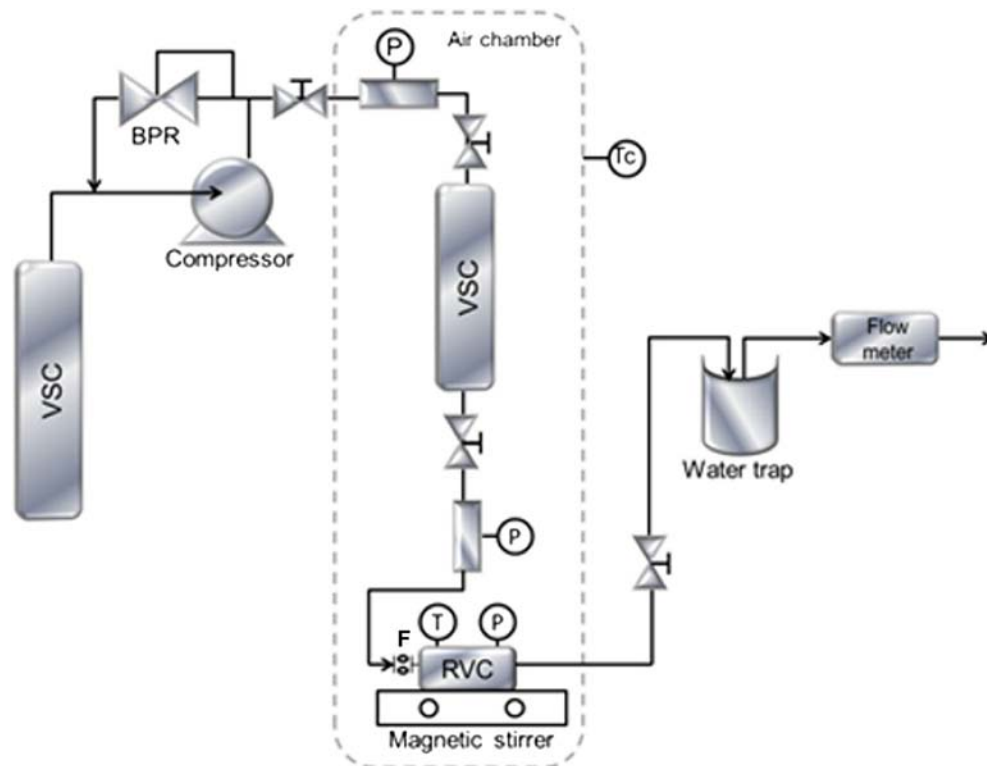 Air chamber
P
BPR
Tc
Compressor
VSC
VSC
Flow
meter
Water trap
P
F
T
P
RVC
Magnetic stirrer